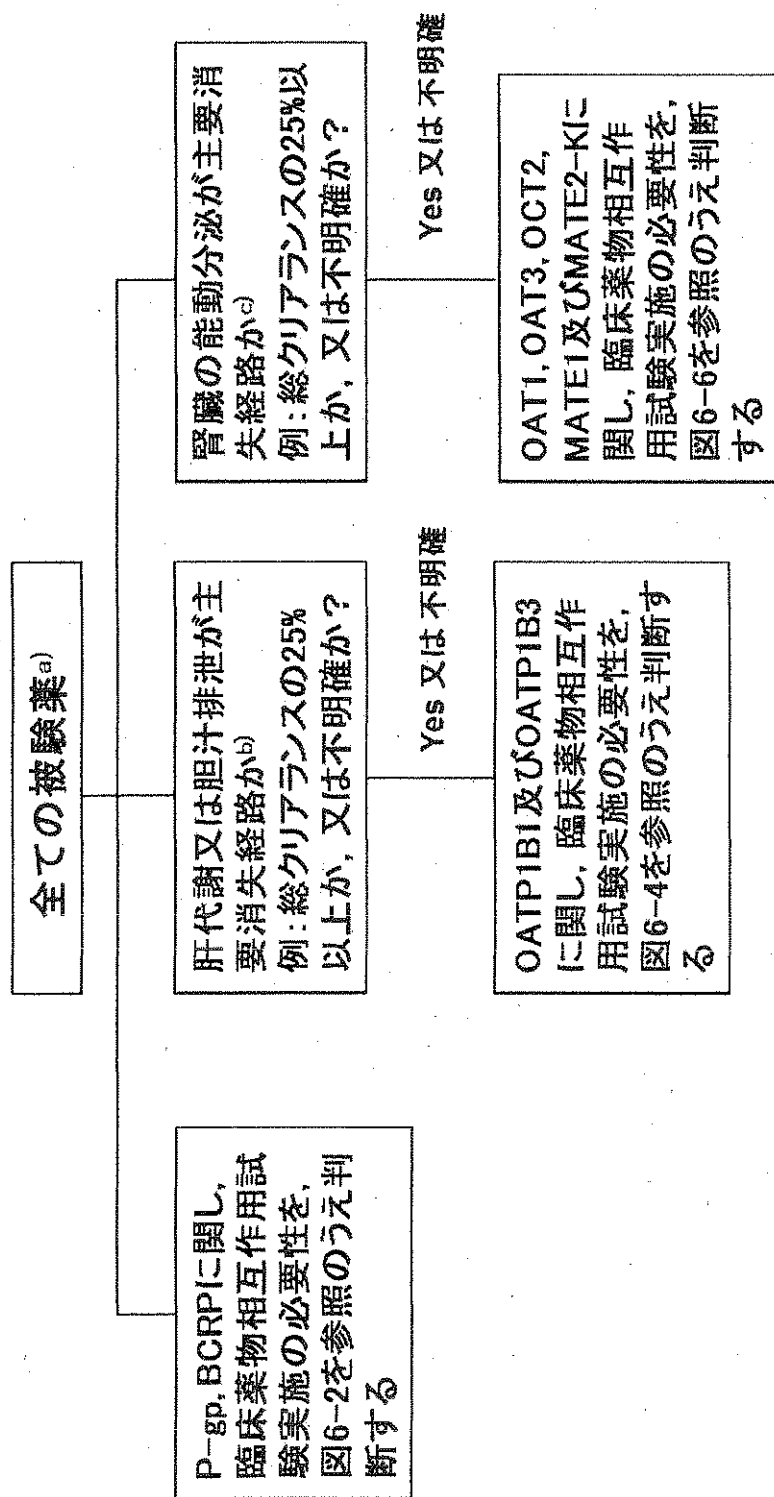 全ての被験薬a)
P-gp, BCRPに関し,
臨床薬物相互作用試
験実施の必要性を,
図6-2を参照のうえ判
断する
肝代謝又は胆汁排泄が主
要消失経路かb)
例：総クリアランスの25%
以上か，又は不明確か？
Yes 又は 不明確
OATP1B1及びOATP1B3
に関し, 臨床薬物相互作
用試験実施の必要性を,
図6-4を参照のうえ判断す
る
腎臓の能動分泌が主要消
失経路かc)
例：総クリアランスの25%以
上か，又は不明確か？
Yes 又は 不明確
OAT1, OAT3, OCT2,
MATE1及びMATE2-Kに
関し, 臨床薬物相互作
用試験実施の必要性を,
図6-6を参照のうえ判断
する